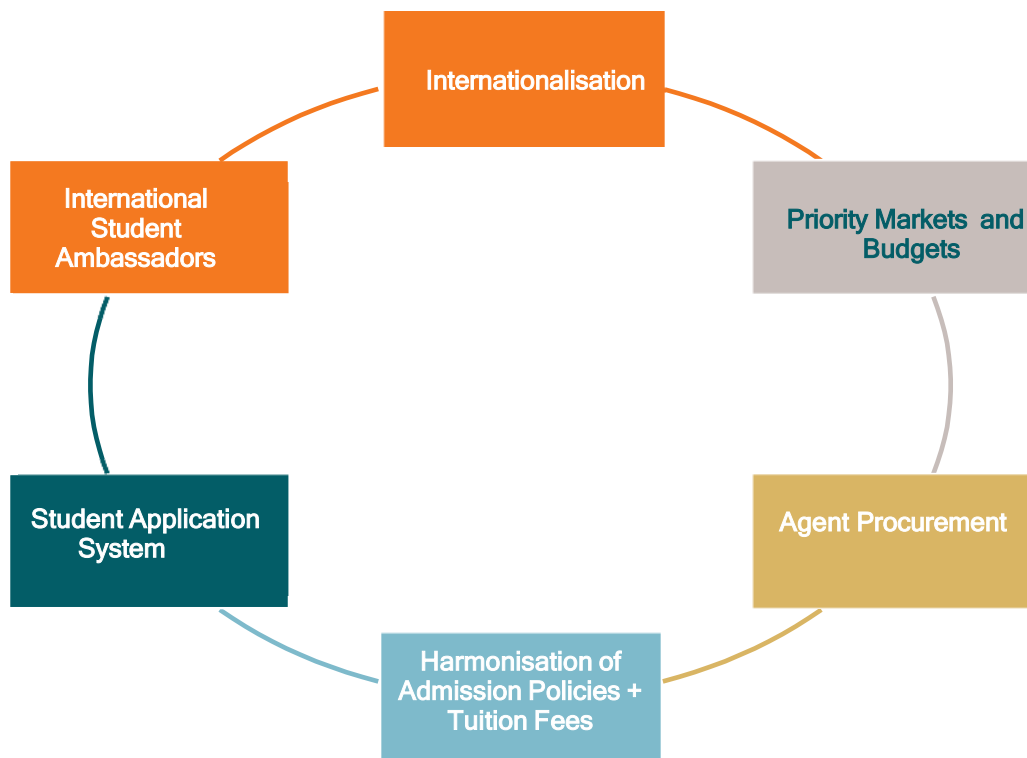 Internationalisation
Priority Markets and
Budgets
Agent Procurement
Harmonisation of
Admission Policies +
Tuition Fees
Student Application
System
International
Student
Ambassadors